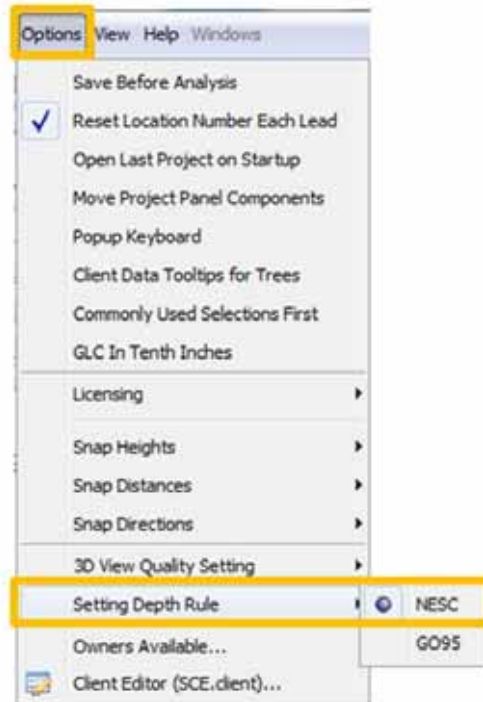 Options View Help Windows
Save Before Analysis
Reset Location Number Each Lead
Open Last Project on Startup
Move Project Panel Components
Popup Keyboard
Client Data Tooltips for Trees
Commonly Used Selections First
GLC In Tenth Inches
Licensing
Snap Heights
Snap Distances
Snap Directions
3D View Quality Setting
Setting Depth Rule NESC
GO95
Owners Available...
Client Editor (SCE.client)...